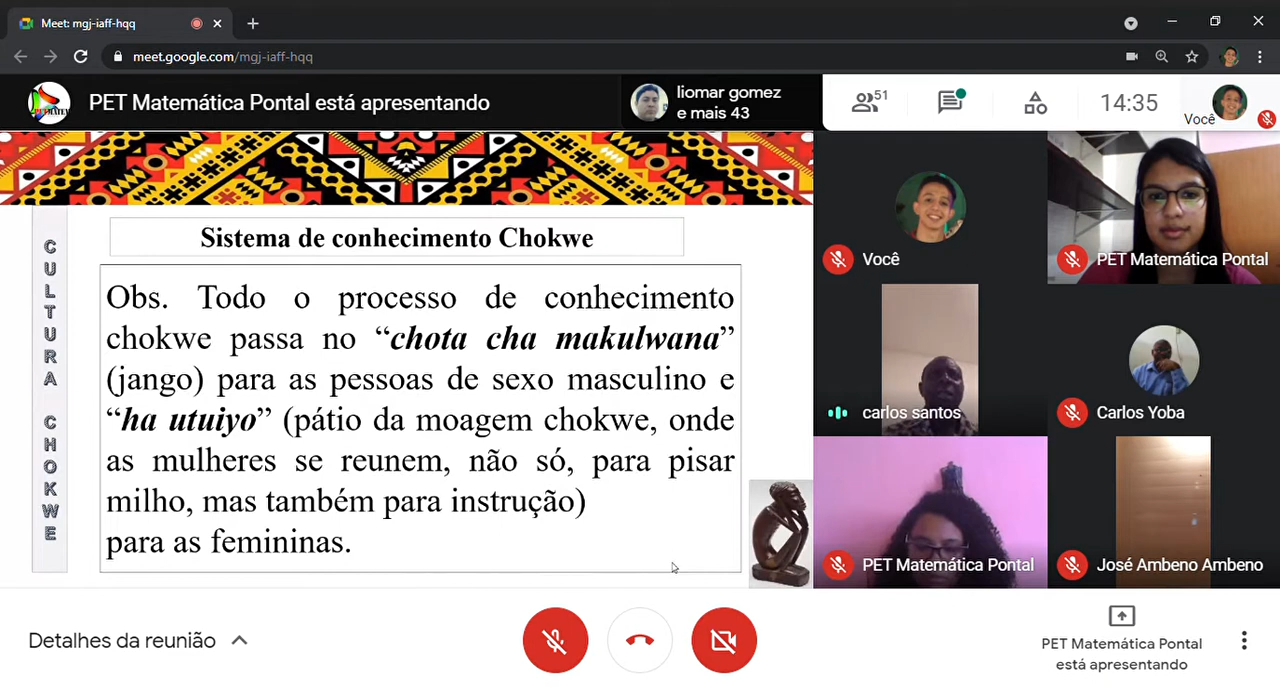 Meet: mgj-iaff-hqq
meet.google.com/mgj-iaff-hqq
PET Matemática Pontal está apresentando
liomar gomez
e mais 43
51
14:35
Você
CULTURA CHOKWE
Sistema de conhecimento Chokwe
Obs. Todo o processo de conhecimento
chokwe passa no “chota cha makulwana”
(jango) para as pessoas de sexo masculino e
“ha utuiyo” (pátio da moagem chokwe, onde
as mulheres se reunem, não só, para pisar
milho, mas também para instrução)
para as femininas.
Você
PET Matemática Pontal
carlos santos
Carlos Yoba
PET Matemática Pontal
José Ambeno Ambeno
Detalhes da reunião
PET Matemática Pontal
está apresentando